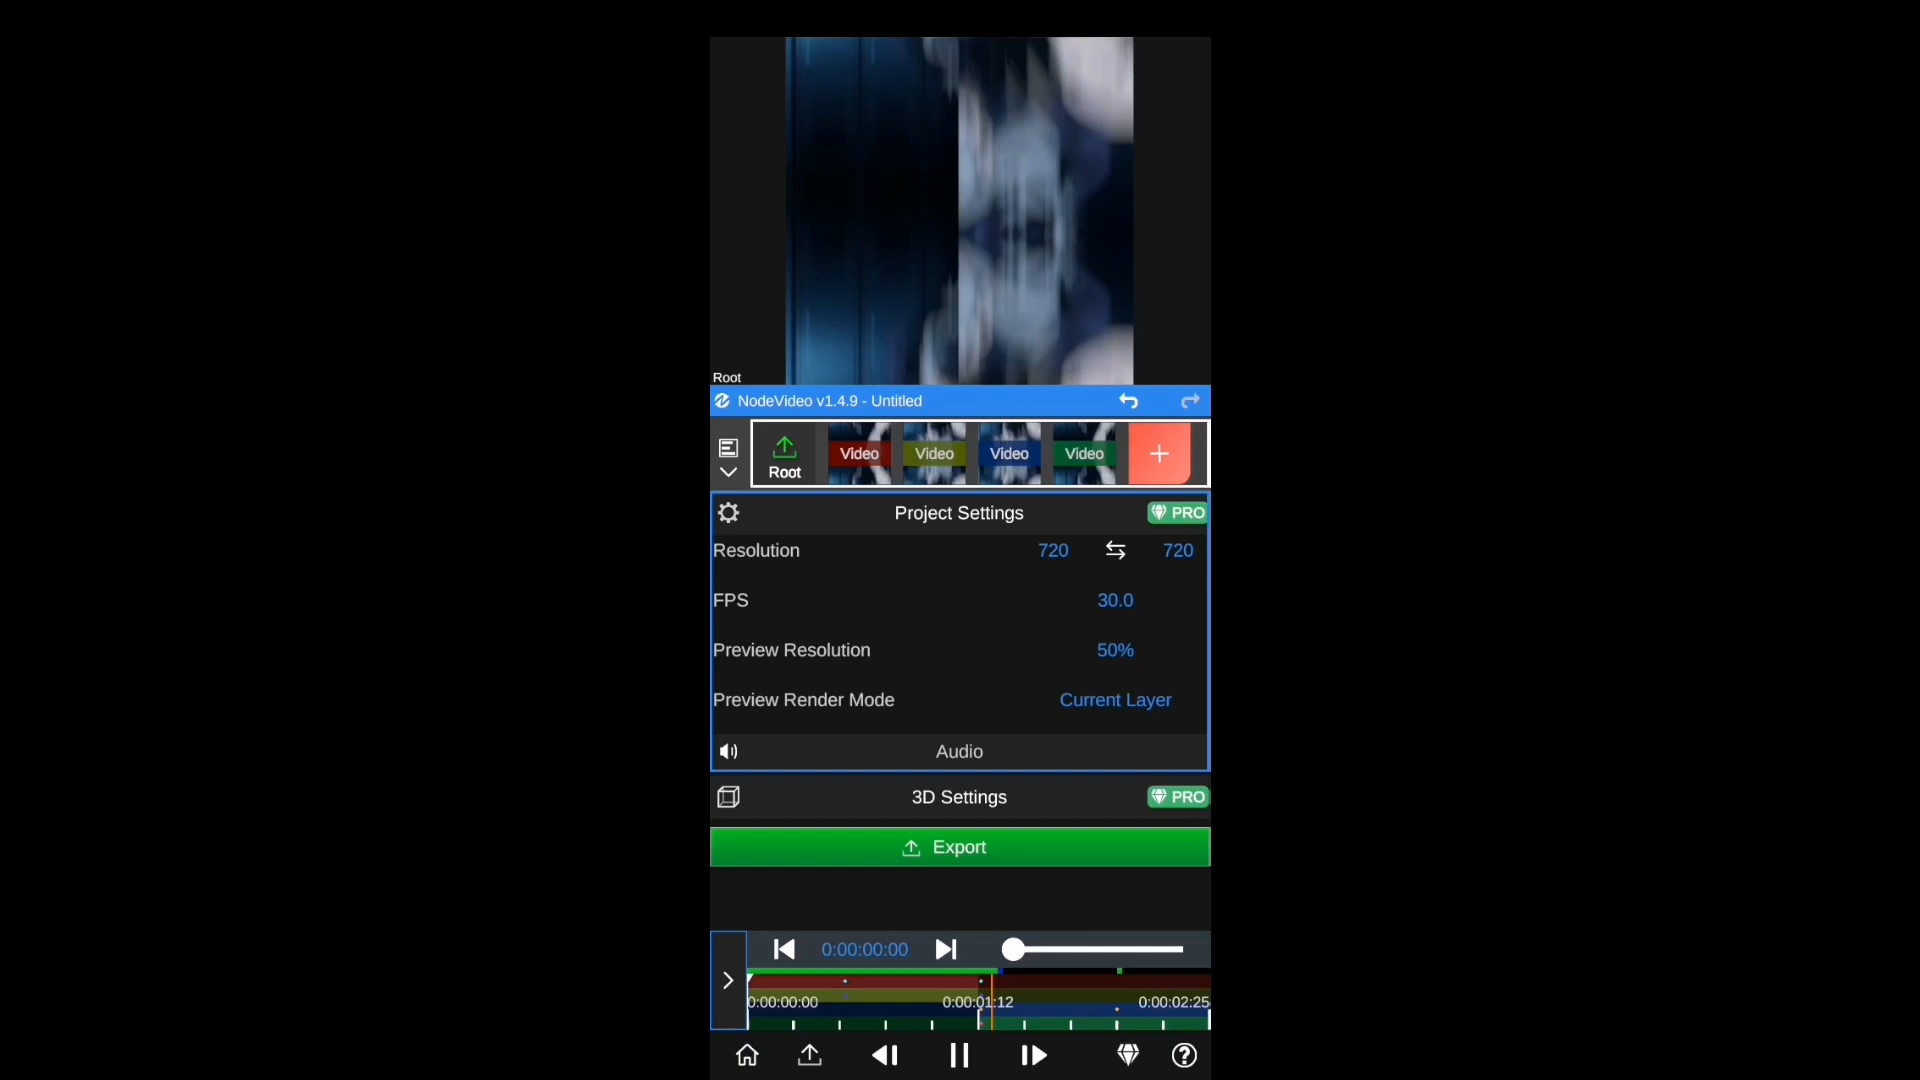 Root
NodeVideo v1.4.9 - Untitled
Root Video Video Video Video
Project Settings PRO
Resolution 720 720
FPS 30.0
Preview Resolution 50%
Preview Render Mode Current Layer
Audio
3D Settings PRO
Export
0:00:00:00
0:00:00:00 0:00:01:12 0:00:02:25